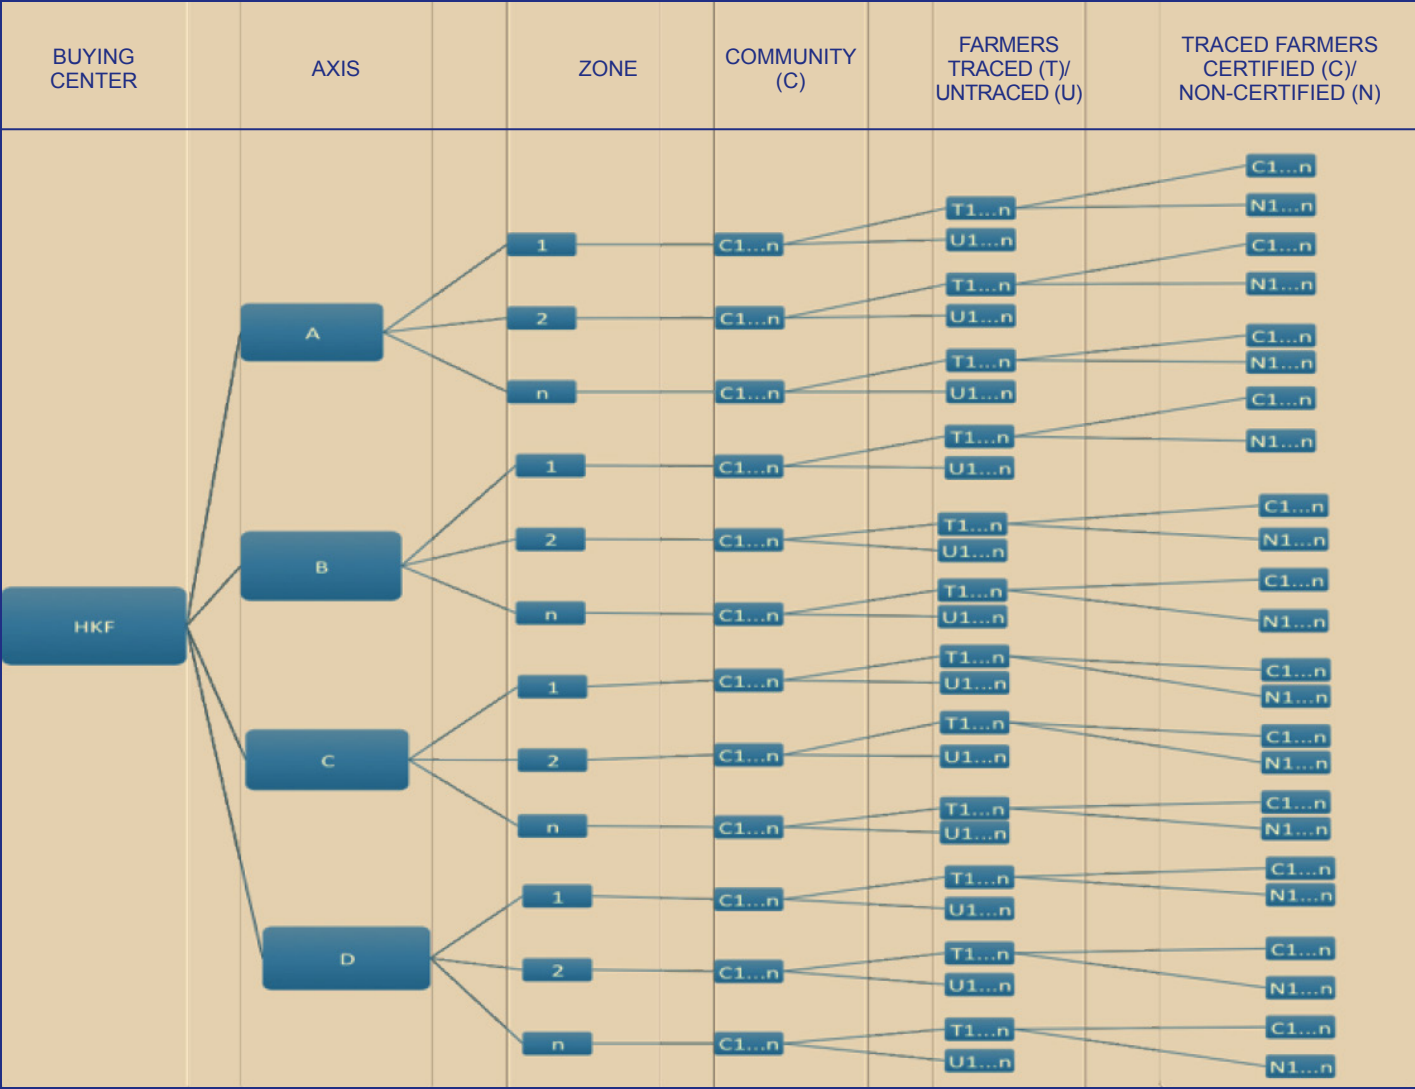 BUYING
CENTER
AXIS
ZONE
COMMUNITY
(C)
FARMERS
TRACED (T)/
UNTRACED (U)
TRACED FARMERS
CERTIFIED (C)/
NON-CERTIFIED (N)
HKF
A
1
C1...n
T1...n
C1...n
N1...n
U1...n
2
C1...n
T1...n
C1...n
N1...n
U1...n
n
C1...n
T1...n
C1...n
N1...n
U1...n
B
1
C1...n
T1...n
C1...n
N1...n
U1...n
2
C1...n
T1...n
C1...n
N1...n
U1...n
n
C1...n
T1...n
C1...n
N1...n
U1...n
C
1
C1...n
T1...n
C1...n
N1...n
U1...n
2
C1...n
T1...n
C1...n
N1...n
U1...n
n
C1...n
T1...n
C1...n
N1...n
U1...n
D
1
C1...n
T1...n
C1...n
N1...n
U1...n
2
C1...n
T1...n
C1...n
N1...n
U1...n
n
C1...n
T1...n
C1...n
N1...n
U1...n